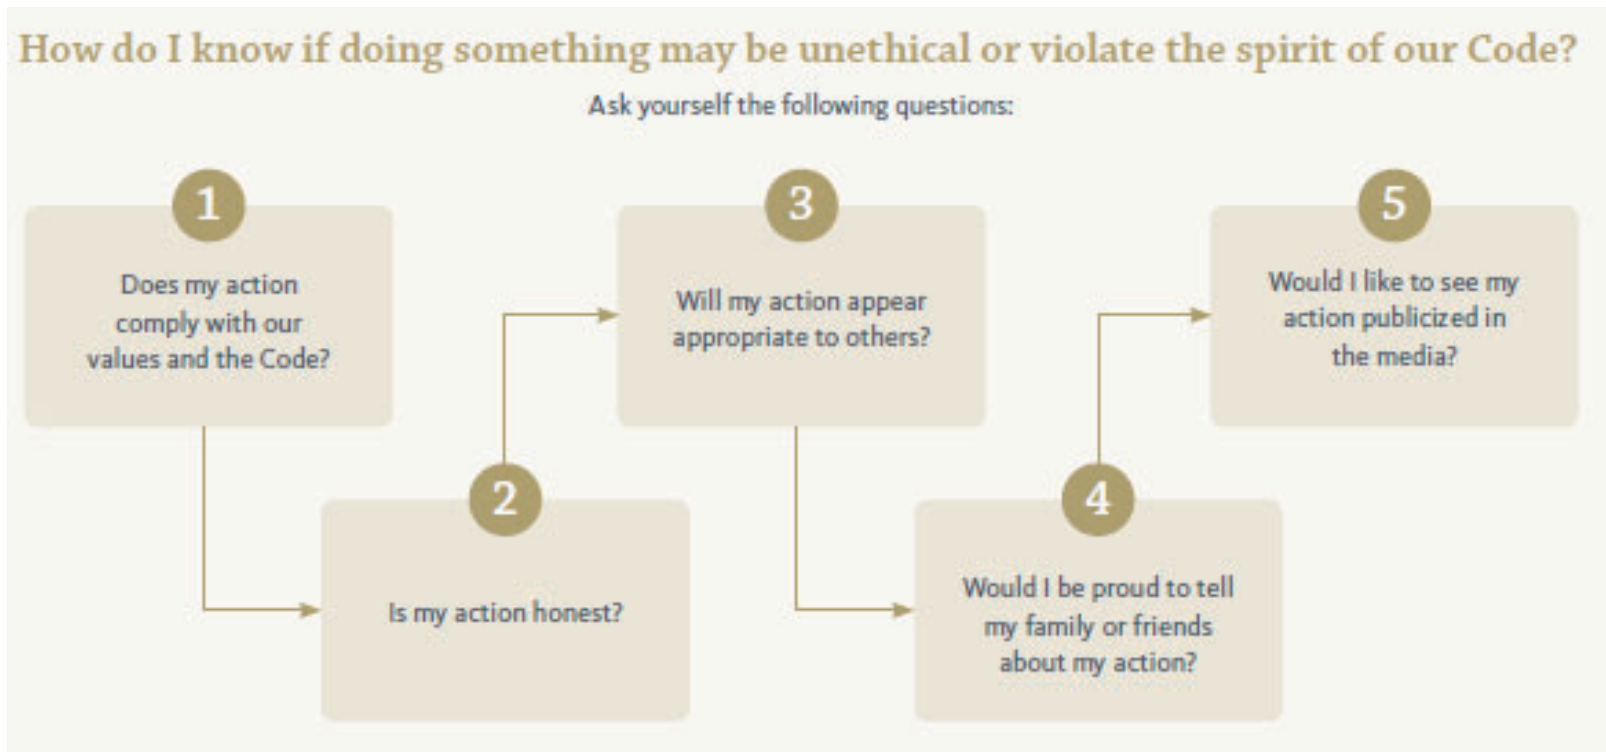 How do I know if doing something may be unethical or violate the spirit of our Code?
Ask yourself the following questions:
1
Does my action
comply with our
values and the Code?
2
Is my action honest?
3
Will my action appear
appropriate to others?
4
Would I be proud to tell
my family or friends
about my action?
5
Would I like to see my
action publicized in
the media?